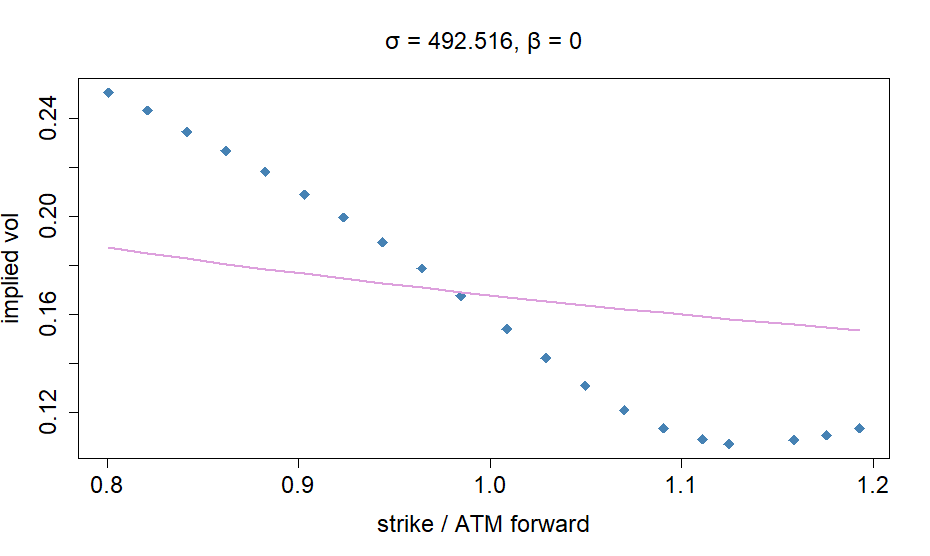 σ = 492.516, β = 0
implied vol
0.24
0.20
0.16
0.12
0.8 0.9 1.0 1.1 1.2
strike / ATM forward